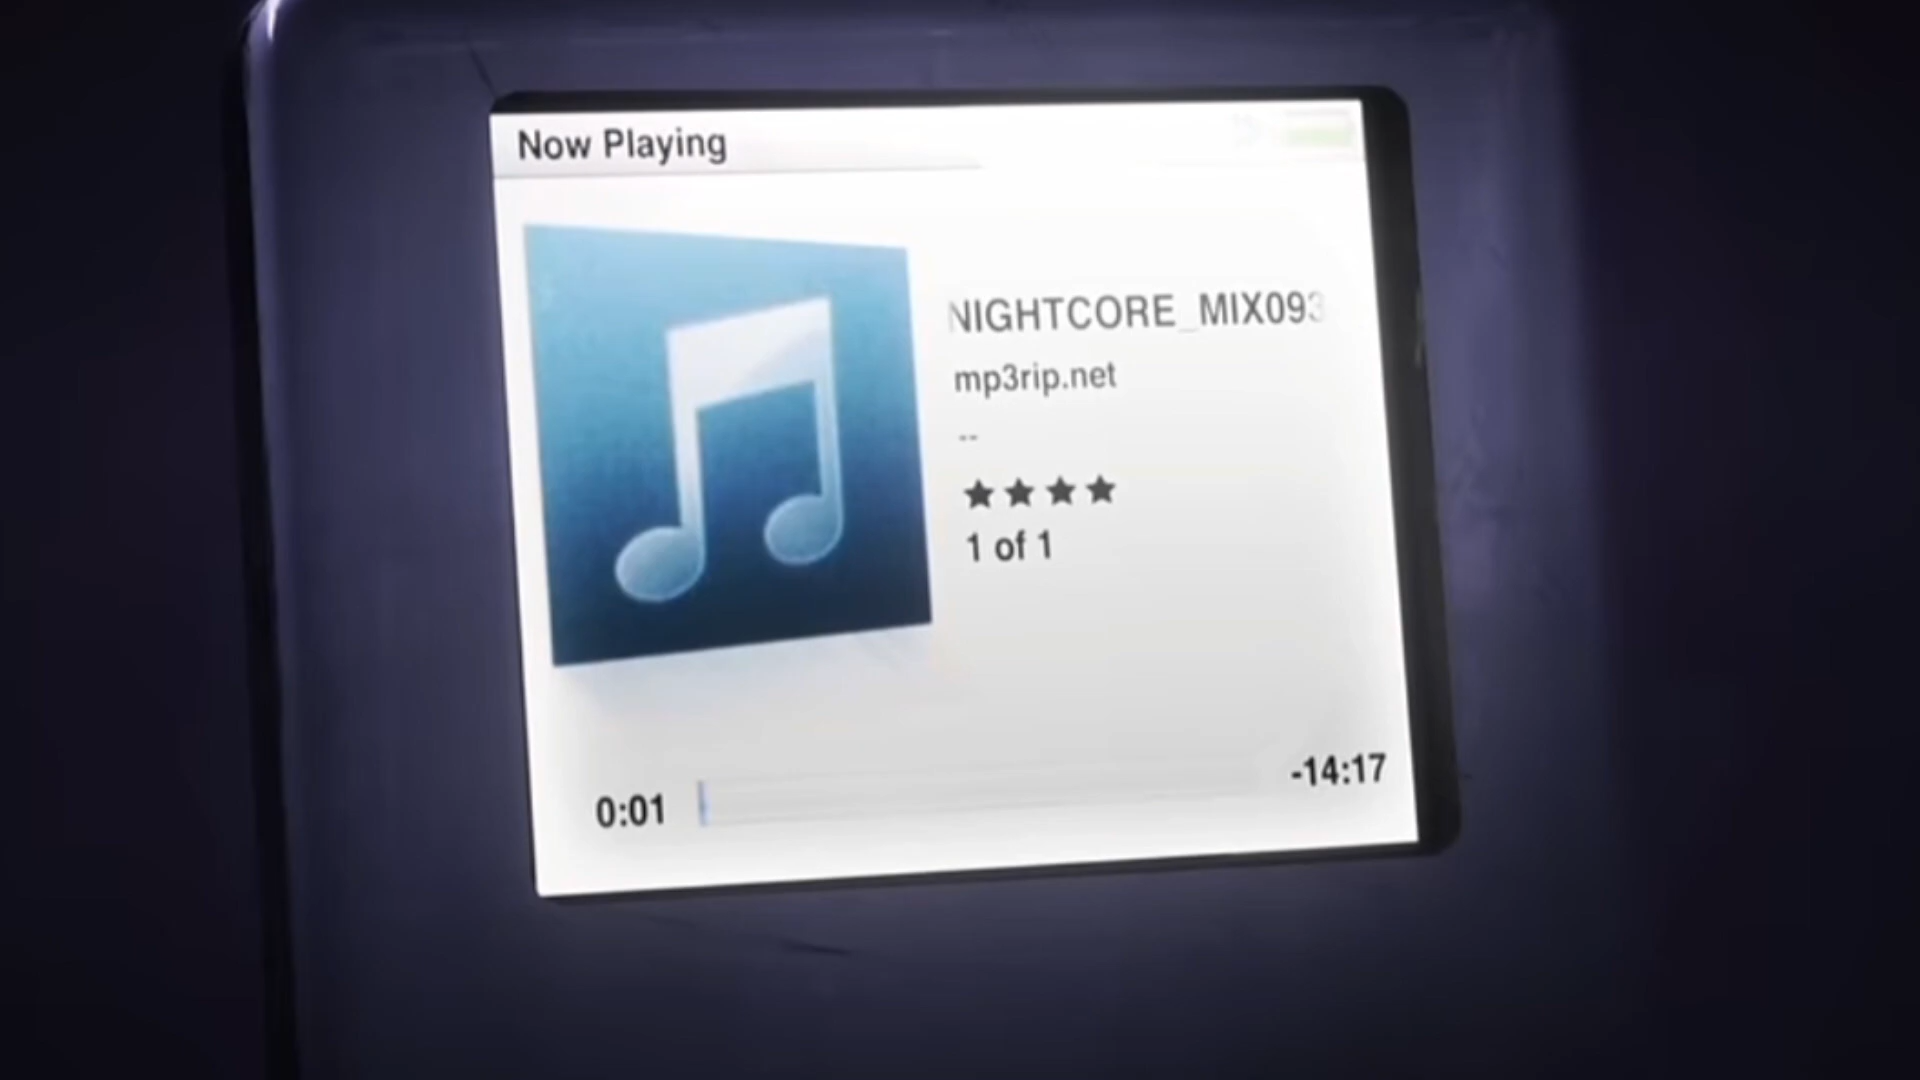 Now Playing
NIGHTCORE_MIX093
mp3rip.net
--
★★★★
1 of 1
0:01
-14:17